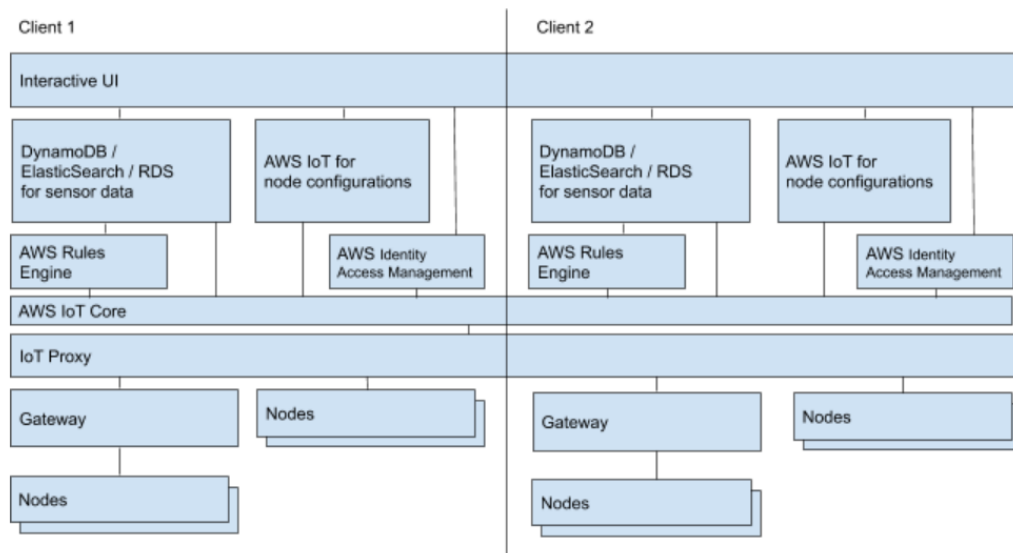 Client 1
Client 2
Interactive UI
DynamoDB /
ElasticSearch / RDS
for sensor data
AWS IoT for
node configurations
DynamoDB /
ElasticSearch / RDS
for sensor data
AWS IoT for
node configurations
AWS Rules
Engine
AWS Identity
Access Management
AWS Rules
Engine
AWS Identity
Access Management
AWS IoT Core
IoT Proxy
Gateway
Nodes
Gateway
Nodes
Nodes
Nodes